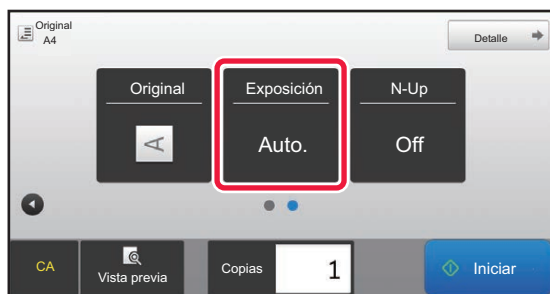 Original
A4
Detalle
Original
Exposición
N-Up
A
Auto.
Off
CA
Vista previa
Copias
1
Iniciar